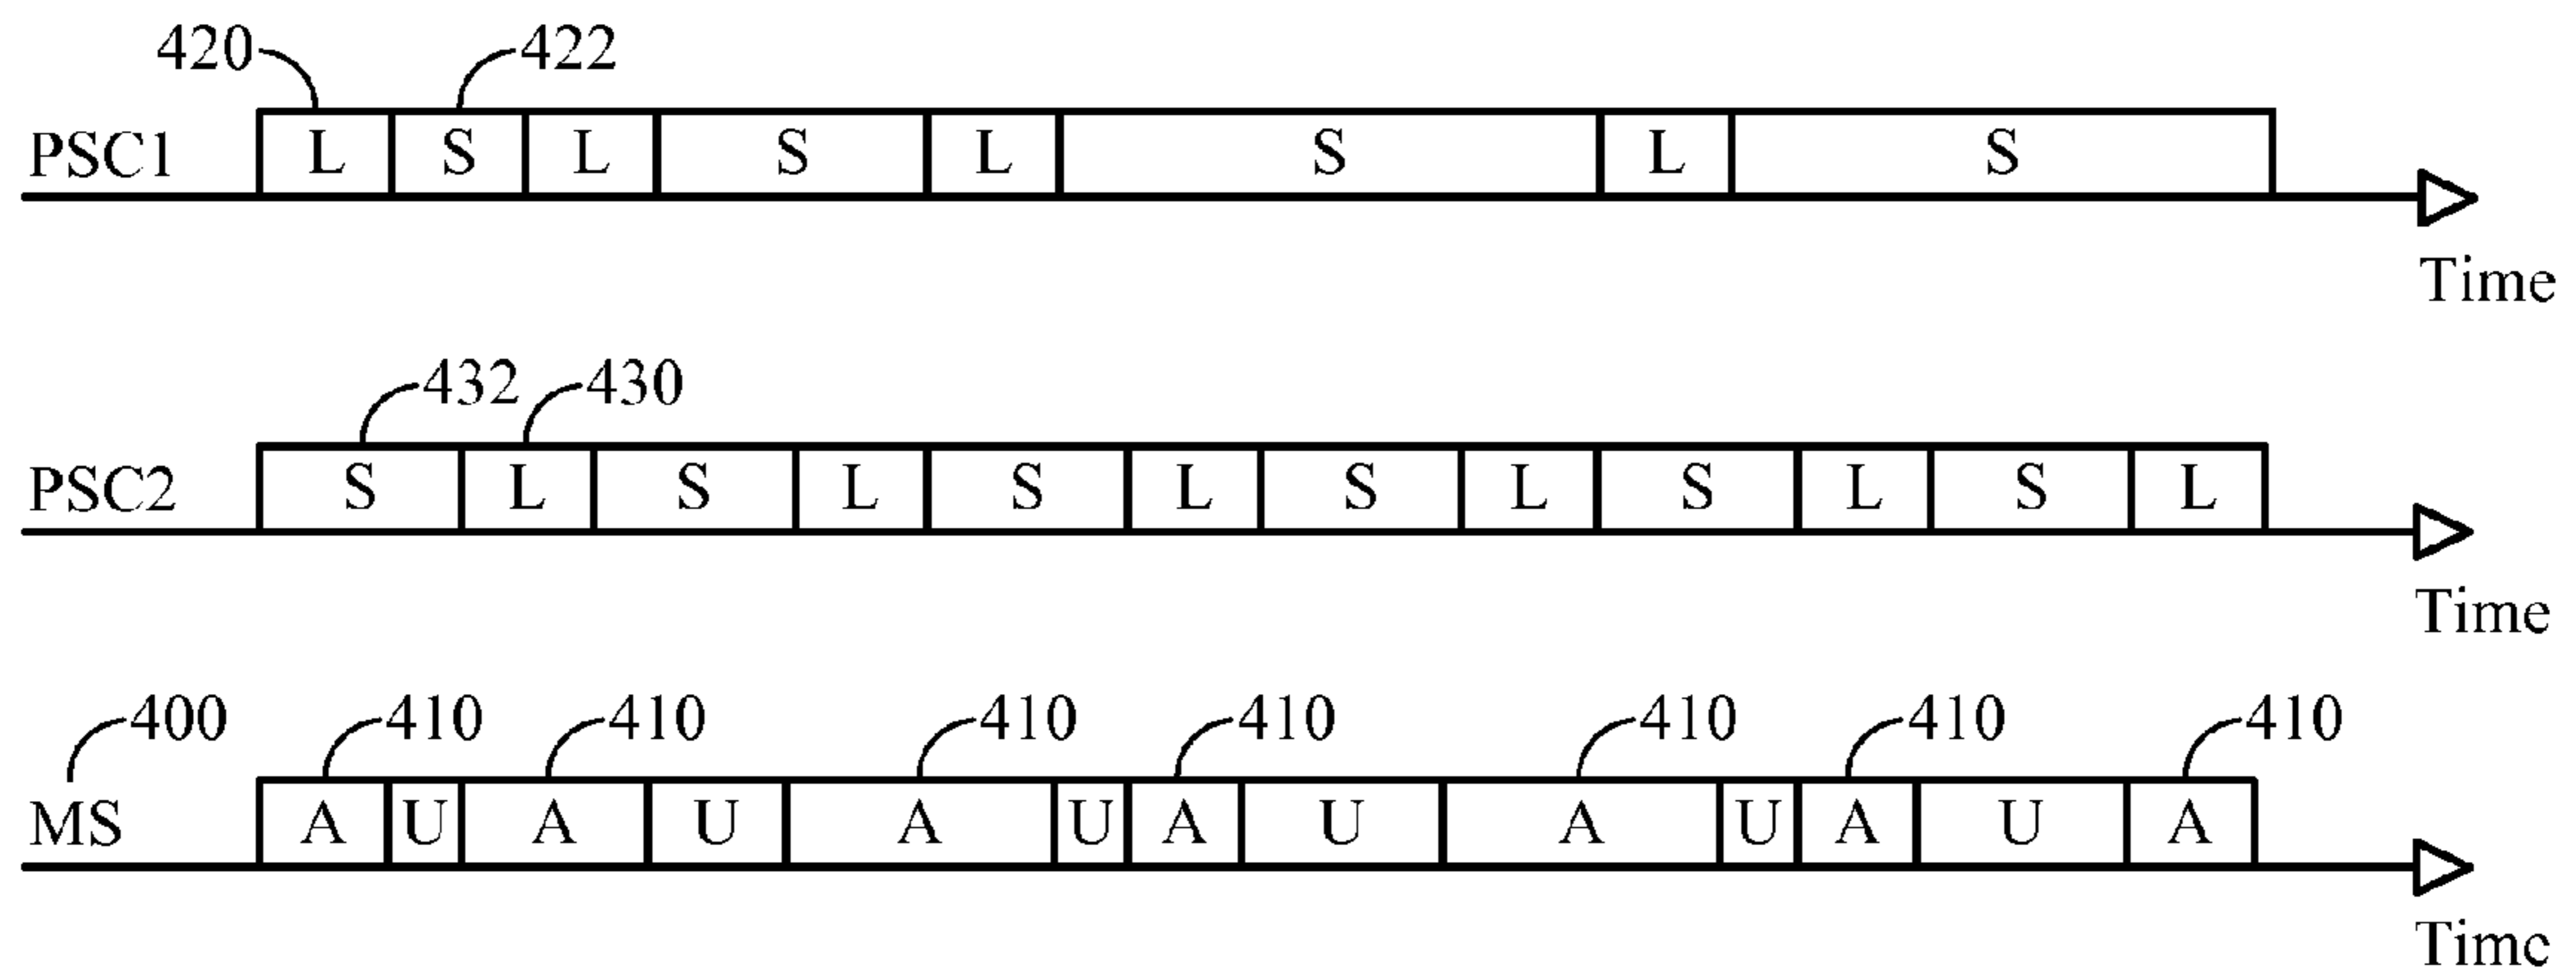 420 422
PSC1 L S L S L S L S
Time
432 430
PSC2 S L S L S L S L S L S L
Time
400 410 410 410 410 410 410 410
MS A U A U A U A U A U A U A
Time